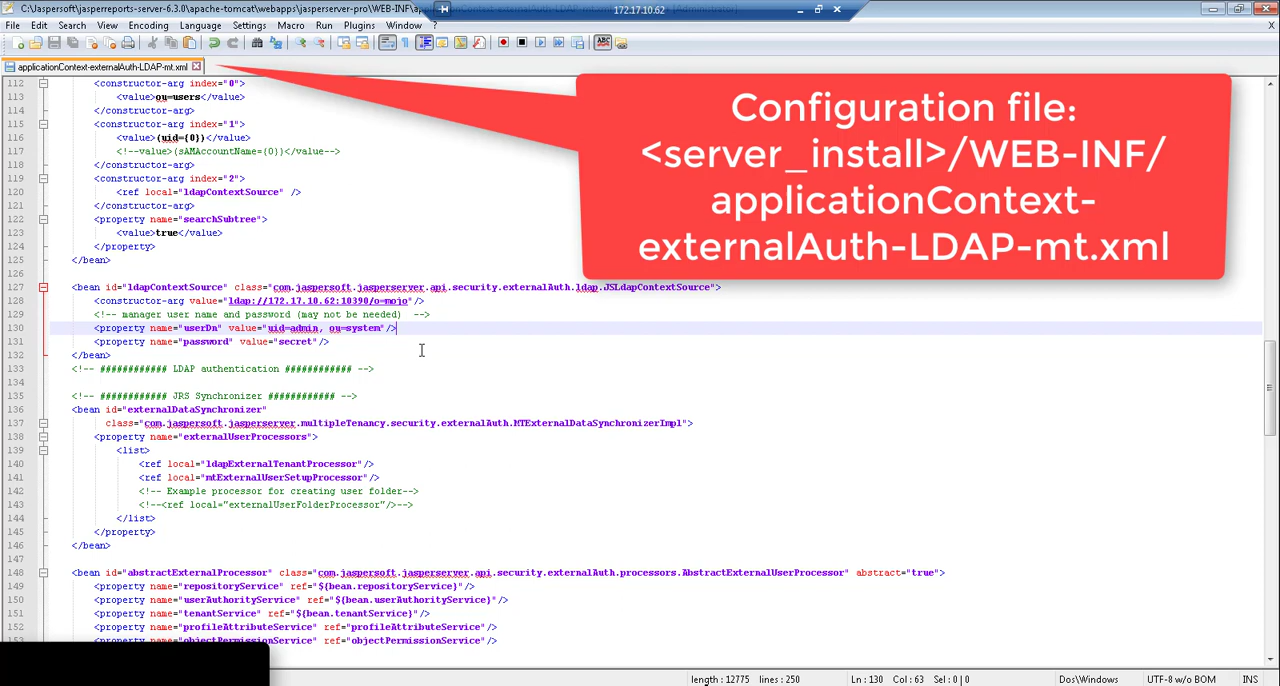 C:\Jaspersoft\jasperreports-server-6.3.0\apache-tomcat\webapps\jasperserver-pro\WEB-INF\
172.17.10.62
File Edit Search View Encoding Language Settings Macro Run Plugins Window ?
applicationContext-externalAuth-LDAP-mt.xml
Configuration file:
<server_install>/WEB-INF/
applicationContext-
externalAuth-LDAP-mt.xml
112 <constructor-arg index="0">
113 <value>ou=users</value>
114 </constructor-arg>
115 <constructor-arg index="1">
116 <value>(uid={0})</value>
117 <!--value>(sAMAccountName={0})</value-->
118 </constructor-arg>
119 <constructor-arg index="2">
120 <ref local="ldapContextSource" />
121 </constructor-arg>
122 <property name="searchSubtree">
123 <value>true</value>
124 </property>
125 </bean>
126
127 <bean id="ldapContextSource" class="com.jaspersoft.jasperserver.api.security.externalAuth.ldap.JSLdapContextSource">
128 <constructor-arg value="ldap://172.17.10.62:10390/o=mojo"/>
129 <!-- manager user name and password (may not be needed) -->
130 <property name="userDn" value="uid=admin, ou=system"/>
131 <property name="password" value="secret"/>
132 </bean>
133 <!-- ############ LDAP authentication ############ -->
134
135 <!-- ############ JRS Synchronizer ############ -->
136 <bean id="externalDataSynchronizer"
137 class="com.jaspersoft.jasperserver.multipleTenancy.security.externalAuth.MTExternalDataSynchronizerImpl">
138 <property name="externalUserProcessors">
139 <list>
140 <ref local="ldapExternalTenantProcessor"/>
141 <ref local="mtExternalUserSetupProcessor"/>
142 <!-- Example processor for creating user folder-->
143 <!--<ref local="externalUserFolderProcessor"/>-->
144 </list>
145 </property>
146 </bean>
147
148 <bean id="abstractExternalProcessor" class="com.jaspersoft.jasperserver.api.security.externalAuth.processors.AbstractExternalUserProcessor" abstract="true">
149 <property name="repositoryService" ref="${bean.repositoryService}"/>
150 <property name="userAuthorityService" ref="${bean.userAuthorityService}"/>
151 <property name="tenantService" ref="${bean.tenantService}"/>
152 <property name="profileAttributeService" ref="profileAttributeService"/>
153 <property name="objectPermissionService" ref="objectPermissionService"/>
length : 12775 lines : 250 Ln : 130 Col : 63 Sel : 0 | 0 Dos\Windows UTF-8 w/o BOM INS